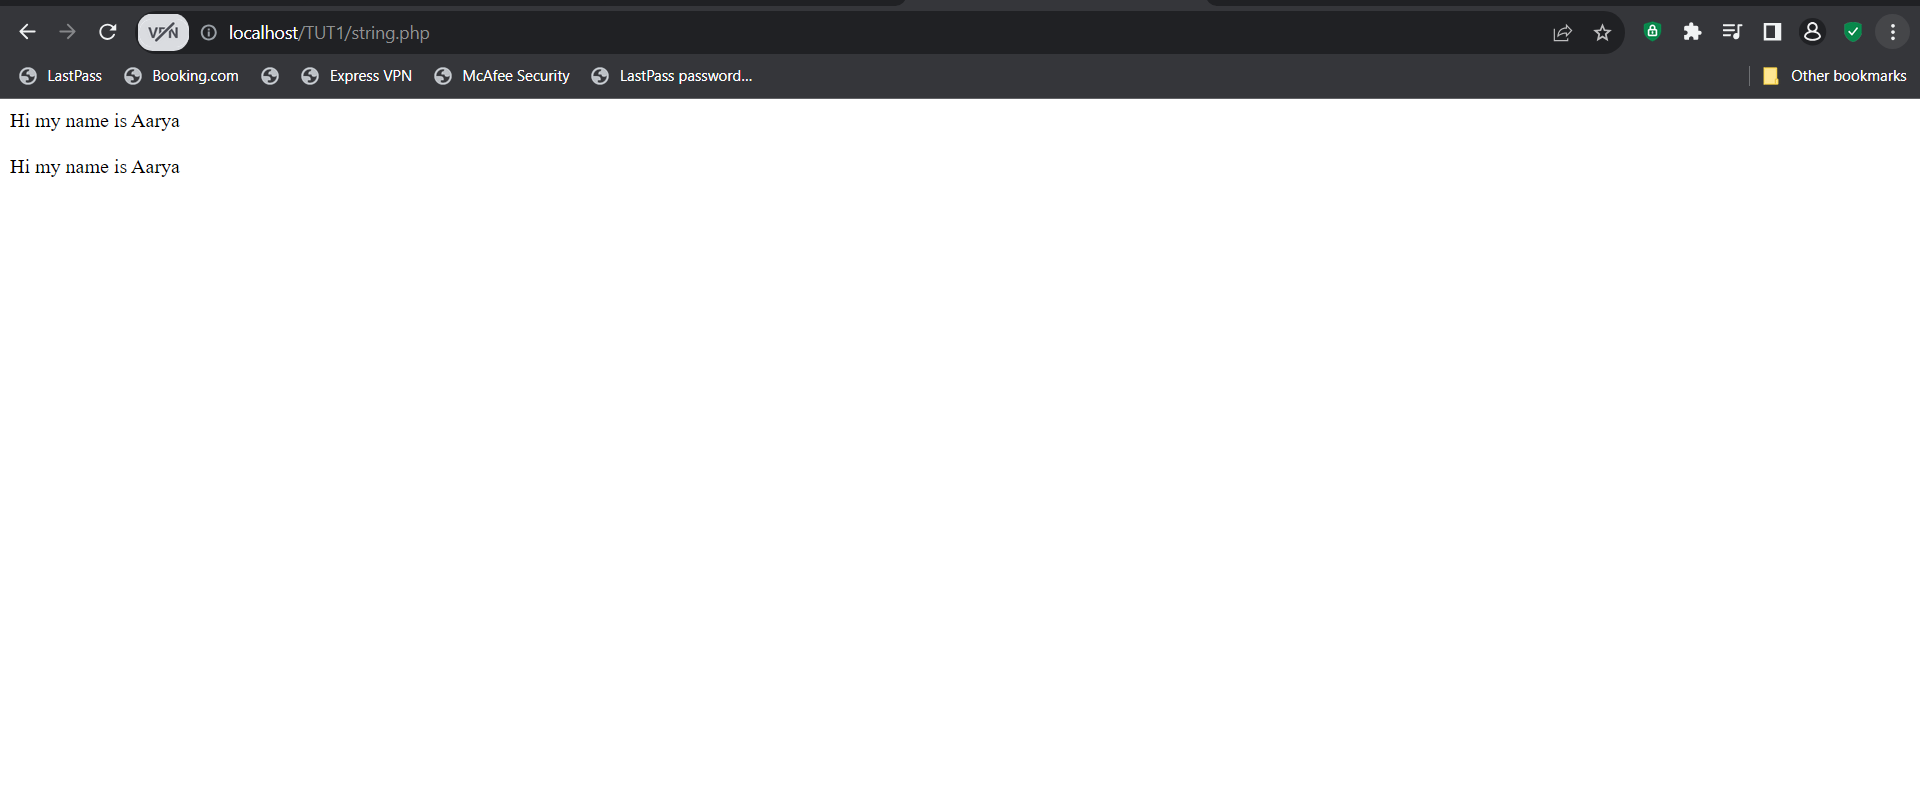 VPN localhost/TUT1/string.php
LastPass Booking.com Express VPN McAfee Security LastPass password... Other bookmarks
Hi my name is Aarya
Hi my name is Aarya